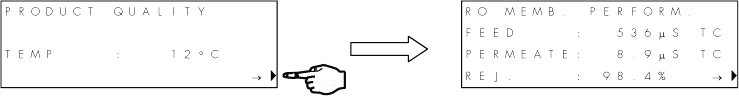 PRODUCT QUALITY
TEMP : 12°C
→
RO MEMB. PERFORM.
FEED : 536µS TC
PERMEATE: 8.9µS TC
REJ. : 98.4% →